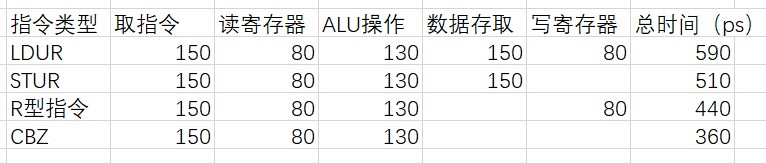 指令类型 取指令 读寄存器 ALU操作 数据存取 写寄存器 总时间（ps）
LDUR 150 80 130 150 80 590
STUR 150 80 130 150 510
R型指令 150 80 130 80 440
CBZ 150 80 130 360